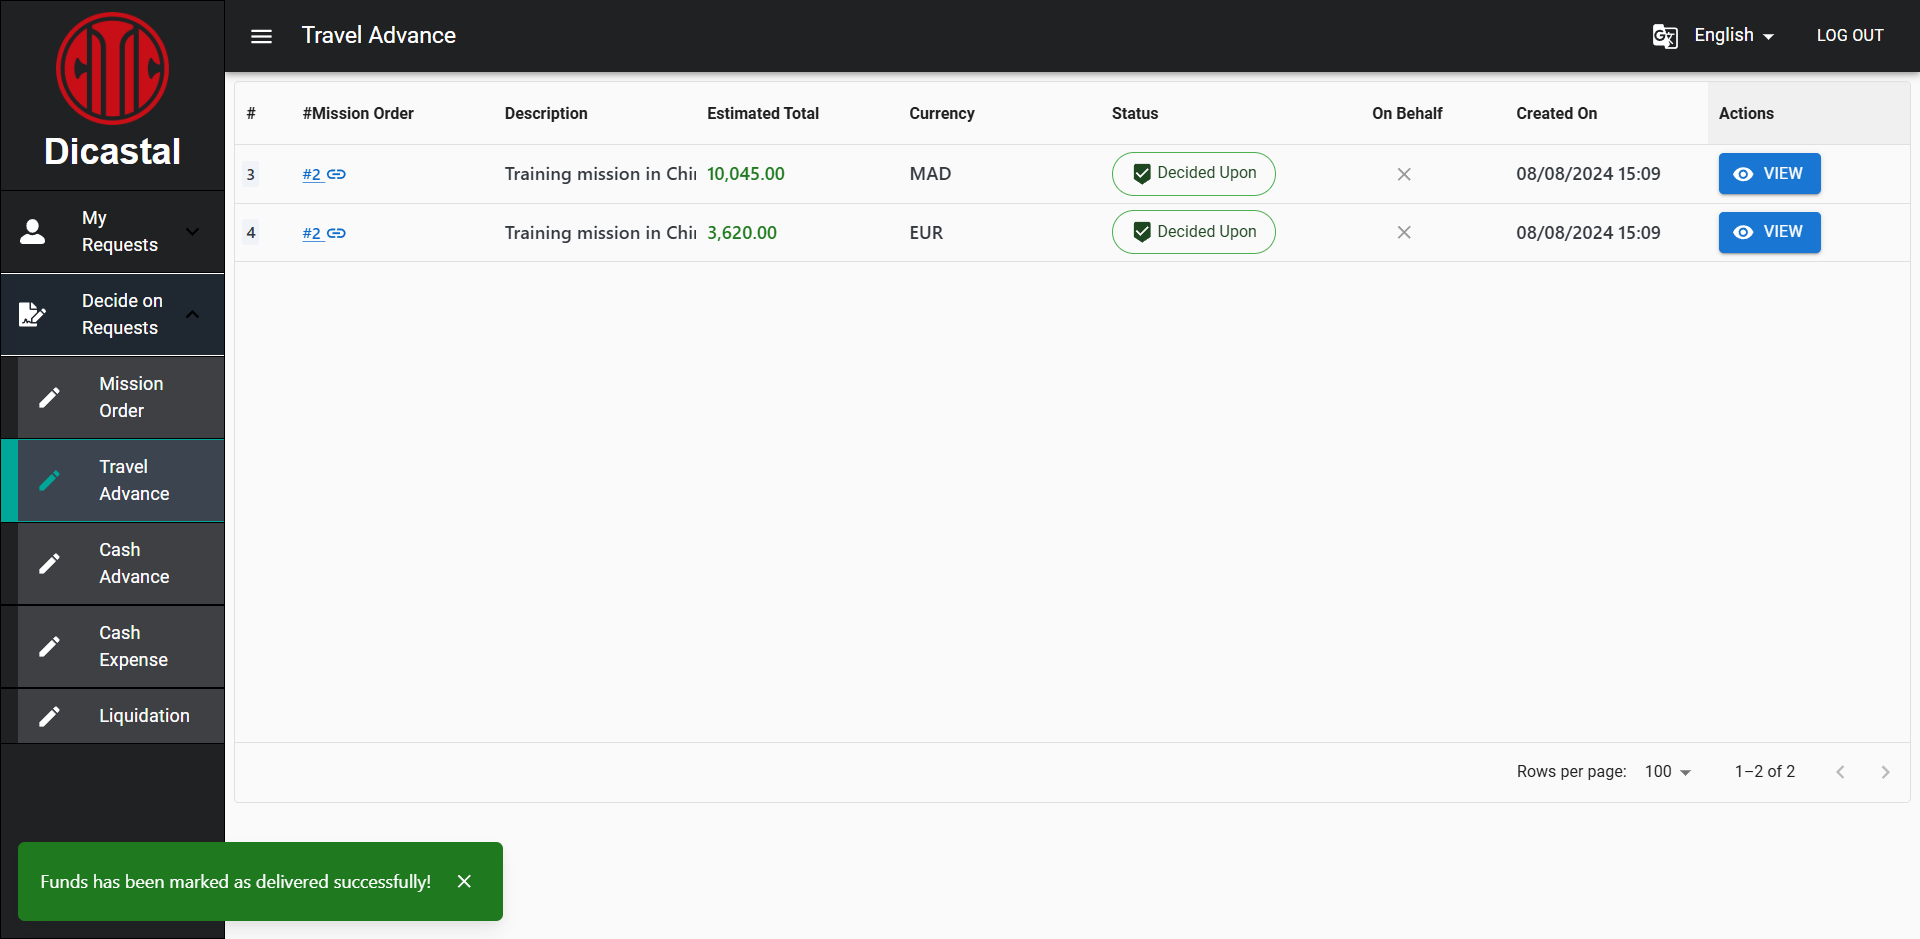 Dicastal
Travel Advance
English
LOG OUT
My
Requests
Decide on
Requests
Mission
Order
Travel
Advance
Cash
Advance
Cash
Expense
Liquidation
# #Mission Order Description Estimated Total Currency Status On Behalf Created On Actions
3 #2 Training mission in Chi 10,045.00 MAD Decided Upon 08/08/2024 15:09 VIEW
4 #2 Training mission in Chi 3,620.00 EUR Decided Upon 08/08/2024 15:09 VIEW
Rows per page: 100 1–2 of 2
Funds has been marked as delivered successfully!